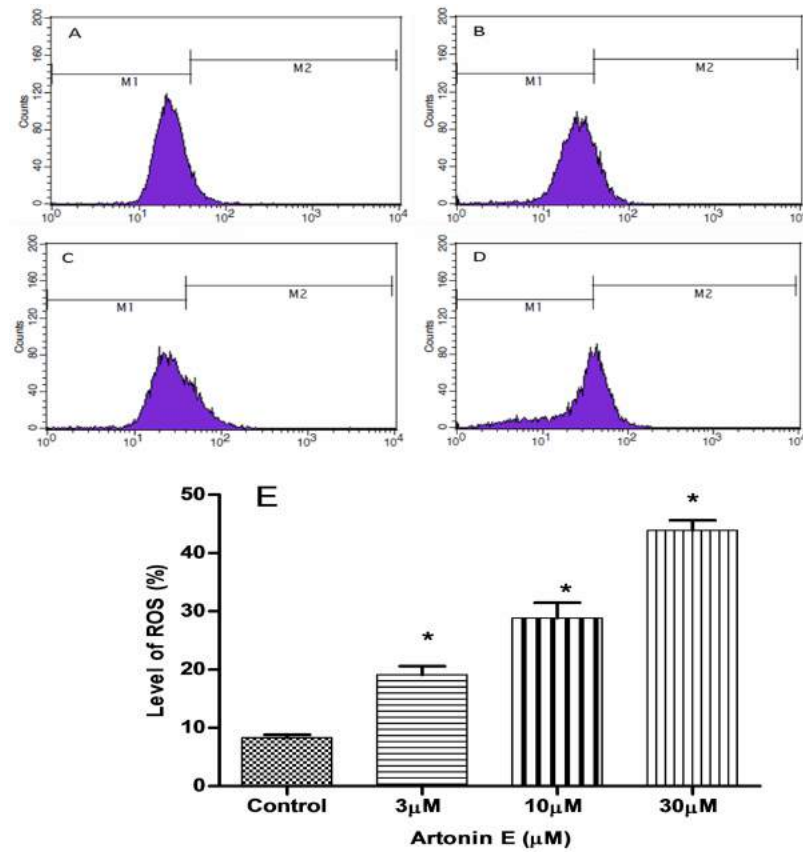 A
M1
M2
Counts
200
160
120
80
40
0
10⁰ 10¹ 10² 10³ 10⁴
B
M1
M2
Counts
200
160
120
80
40
0
10⁰ 10¹ 10² 10³ 10⁴
C
M1
M2
Counts
200
160
120
80
40
0
10⁰ 10¹ 10² 10³ 10⁴
D
M1
M2
Counts
200
160
120
80
40
0
10⁰ 10¹ 10² 10³ 10⁴
E
Level of ROS (%)
50
40
30
20
10
0
* * *
Control 3μM 10μM 30μM
Artonin E (μM)